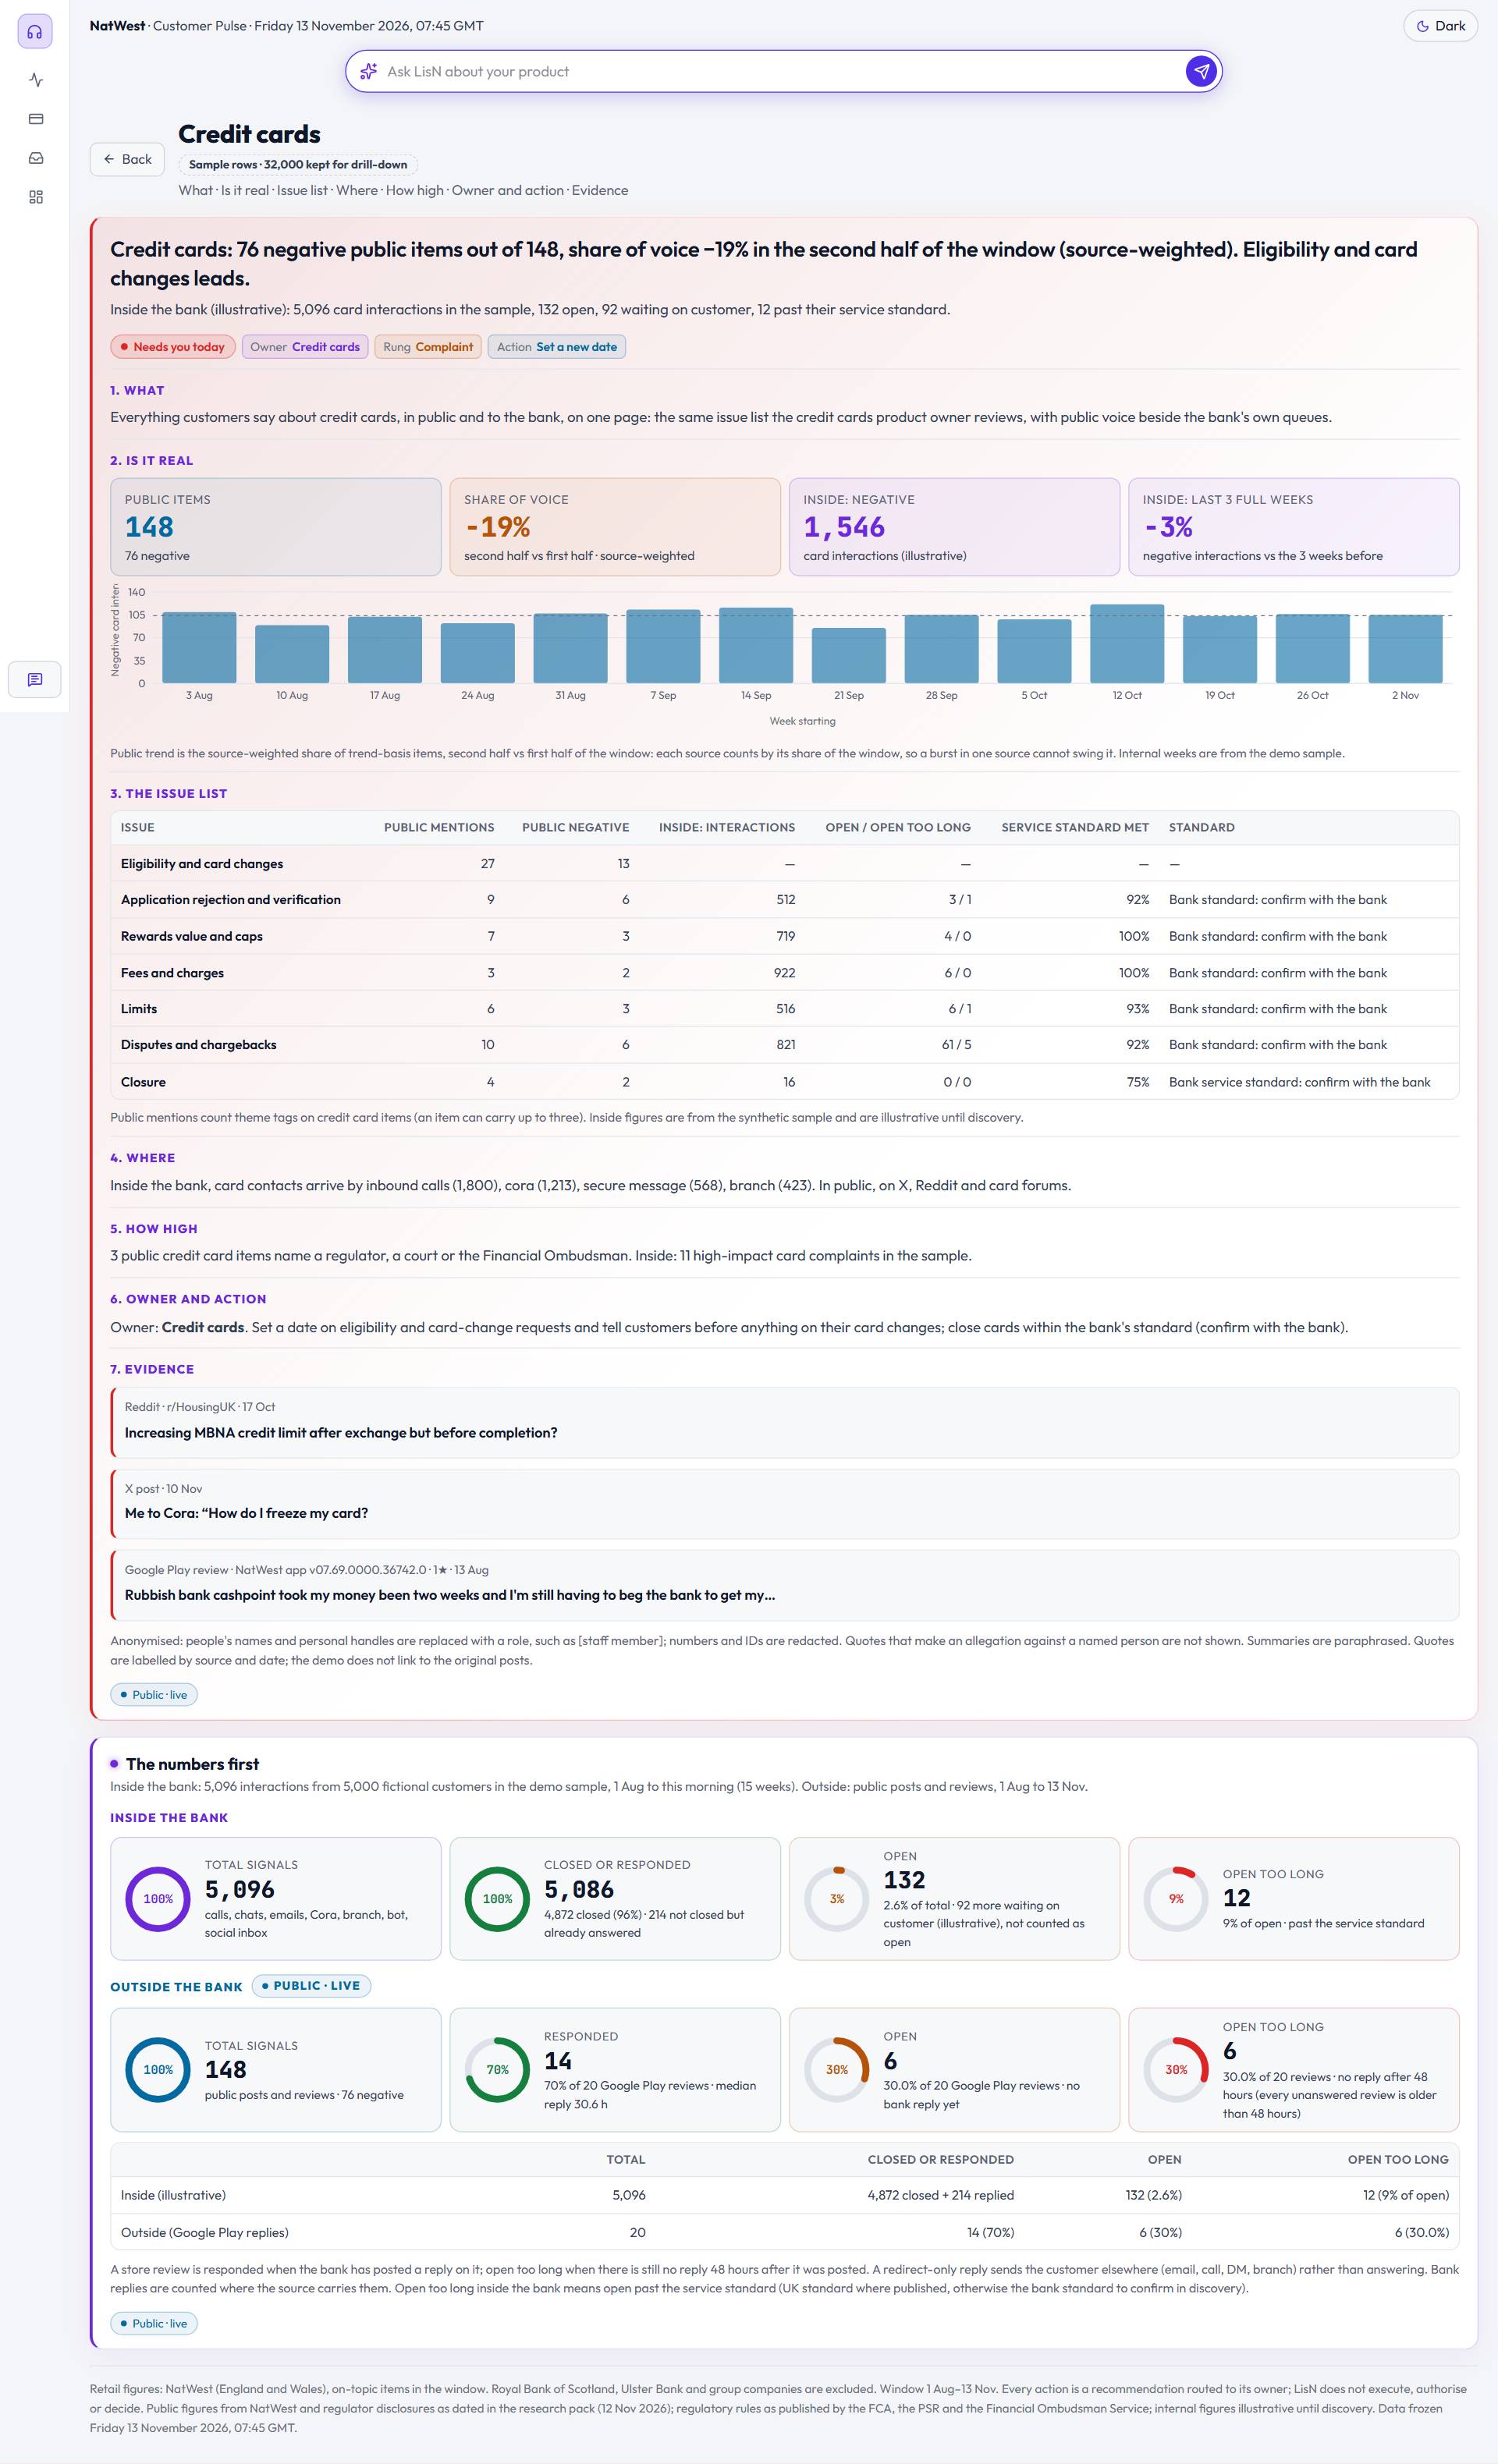 NatWest · Customer Pulse · Friday 13 November 2026, 07:45 GMT
Dark
Ask LisN about your product
Back
Credit cards
Sample rows · 32,000 kept for drill-down
What · Is it real · Issue list · Where · How high · Owner and action · Evidence
Credit cards: 76 negative public items out of 148, share of voice −19% in the second half of the window (source-weighted). Eligibility and card
changes leads.
Inside the bank (illustrative): 5,096 card interactions in the sample, 132 open, 92 waiting on customer, 12 past their service standard.
Needs you today
Owner Credit cards
Rung Complaint
Action Set a new date
1. WHAT
Everything customers say about credit cards, in public and to the bank, on one page: the same issue list the credit cards product owner reviews, with public voice beside the bank's own queues.
2. IS IT REAL
PUBLIC ITEMS
148
76 negative
SHARE OF VOICE
-19%
second half vs first half · source-weighted
INSIDE: NEGATIVE
1,546
card interactions (illustrative)
INSIDE: LAST 3 FULL WEEKS
-3%
negative interactions vs the 3 weeks before
Negative card inter
140
105
70
35
0
3 Aug 10 Aug 17 Aug 24 Aug 31 Aug 7 Sep 14 Sep 21 Sep 28 Sep 5 Oct 12 Oct 19 Oct 26 Oct 2 Nov
Week starting
Public trend is the source-weighted share of trend-basis items, second half vs first half of the window: each source counts by its share of the window, so a burst in one source cannot swing it. Internal weeks are from the demo sample.
3. THE ISSUE LIST
ISSUE PUBLIC MENTIONS PUBLIC NEGATIVE INSIDE: INTERACTIONS OPEN / OPEN TOO LONG SERVICE STANDARD MET STANDARD
Eligibility and card changes 27 13 — — — —
Application rejection and verification 9 6 512 3 / 1 92% Bank standard: confirm with the bank
Rewards value and caps 7 3 719 4 / 0 100% Bank standard: confirm with the bank
Fees and charges 3 2 922 6 / 0 100% Bank standard: confirm with the bank
Limits 6 3 516 6 / 1 93% Bank standard: confirm with the bank
Disputes and chargebacks 10 6 821 61 / 5 92% Bank standard: confirm with the bank
Closure 4 2 16 0 / 0 75% Bank service standard: confirm with the bank
Public mentions count theme tags on credit card items (an item can carry up to three). Inside figures are from the synthetic sample and are illustrative until discovery.
4. WHERE
Inside the bank, card contacts arrive by inbound calls (1,800), cora (1,213), secure message (568), branch (423). In public, on X, Reddit and card forums.
5. HOW HIGH
3 public credit card items name a regulator, a court or the Financial Ombudsman. Inside: 11 high-impact card complaints in the sample.
6. OWNER AND ACTION
Owner: Credit cards. Set a date on eligibility and card-change requests and tell customers before anything on their card changes; close cards within the bank's standard (confirm with the bank).
7. EVIDENCE
Reddit · r/HousingUK · 17 Oct
Increasing MBNA credit limit after exchange but before completion?
X post · 10 Nov
Me to Cora: “How do I freeze my card?
Google Play review · NatWest app v07.69.0000.36742.0 · 1★ · 13 Aug
Rubbish bank cashpoint took my money been two weeks and I'm still having to beg the bank to get my…
Anonymised: people's names and personal handles are replaced with a role, such as [staff member]; numbers and IDs are redacted. Quotes that make an allegation against a named person are not shown. Summaries are paraphrased. Quotes
are labelled by source and date; the demo does not link to the original posts.
Public · live
The numbers first
Inside the bank: 5,096 interactions from 5,000 fictional customers in the demo sample, 1 Aug to this morning (15 weeks). Outside: public posts and reviews, 1 Aug to 13 Nov.
INSIDE THE BANK
100%
TOTAL SIGNALS
5,096
calls, chats, emails, Cora, branch, bot,
social inbox
100%
CLOSED OR RESPONDED
5,086
4,872 closed (96%) · 214 not closed but
already answered
3%
OPEN
132
2.6% of total · 92 more waiting on
customer (illustrative), not counted as
open
9%
OPEN TOO LONG
12
9% of open · past the service standard
OUTSIDE THE BANK
PUBLIC · LIVE
100%
TOTAL SIGNALS
148
public posts and reviews · 76 negative
70%
RESPONDED
14
70% of 20 Google Play reviews · median
reply 30.6 h
30%
OPEN
6
30.0% of 20 Google Play reviews · no
bank reply yet
30%
OPEN TOO LONG
6
30.0% of 20 reviews · no reply after 48
hours (every unanswered review is older
than 48 hours)
TOTAL CLOSED OR RESPONDED OPEN OPEN TOO LONG
Inside (illustrative) 5,096 4,872 closed + 214 replied 132 (2.6%) 12 (9% of open)
Outside (Google Play replies) 20 14 (70%) 6 (30%) 6 (30.0%)
A store review is responded when the bank has posted a reply on it; open too long when there is still no reply 48 hours after it was posted. A redirect-only reply sends the customer elsewhere (email, call, DM, branch) rather than answering. Bank
replies are counted where the source carries them. Open too long inside the bank means open past the service standard (UK standard where published, otherwise the bank standard to confirm in discovery).
Public · live
Retail figures: NatWest (England and Wales), on-topic items in the window. Royal Bank of Scotland, Ulster Bank and group companies are excluded. Window 1 Aug–13 Nov. Every action is a recommendation routed to its owner; LisN does not execute, authorise
or decide. Public figures from NatWest and regulator disclosures as dated in the research pack (12 Nov 2026); regulatory rules as published by the FCA, the PSR and the Financial Ombudsman Service; internal figures illustrative until discovery. Data frozen
Friday 13 November 2026, 07:45 GMT.